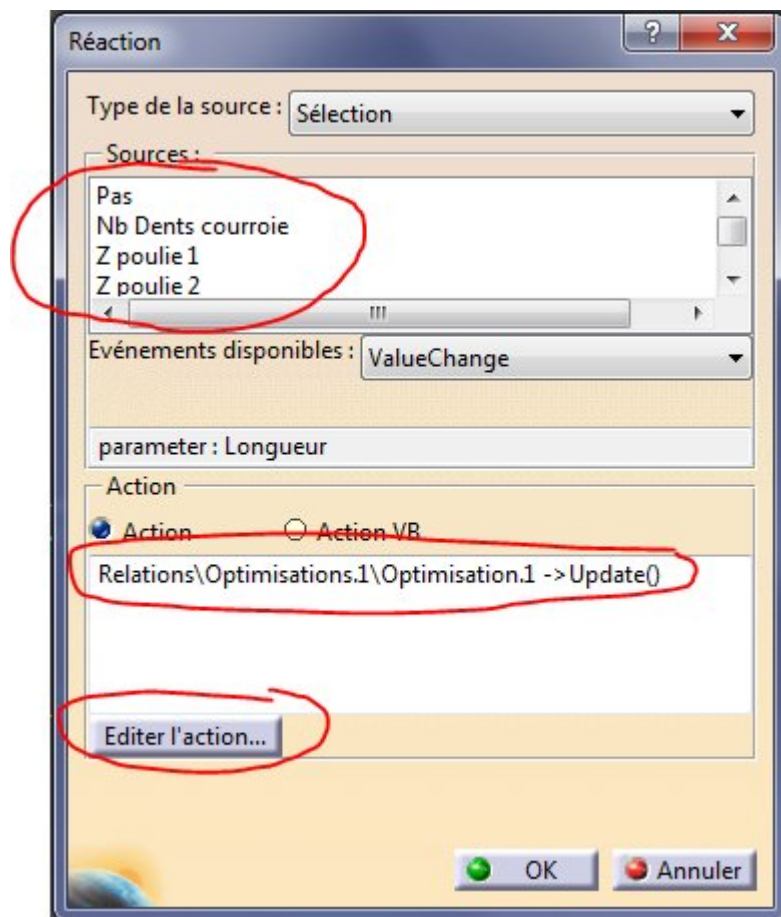 Réaction
Type de la source : Sélection
Sources :
Pas
Nb Dents courroie
Z poulie 1
Z poulie 2
Evénements disponibles : ValueChange
parameter : Longueur
Action
Action Action VB
Relations\Optimisations.1\Optimisation.1 ->Update()
Editer l'action...
OK Annuler